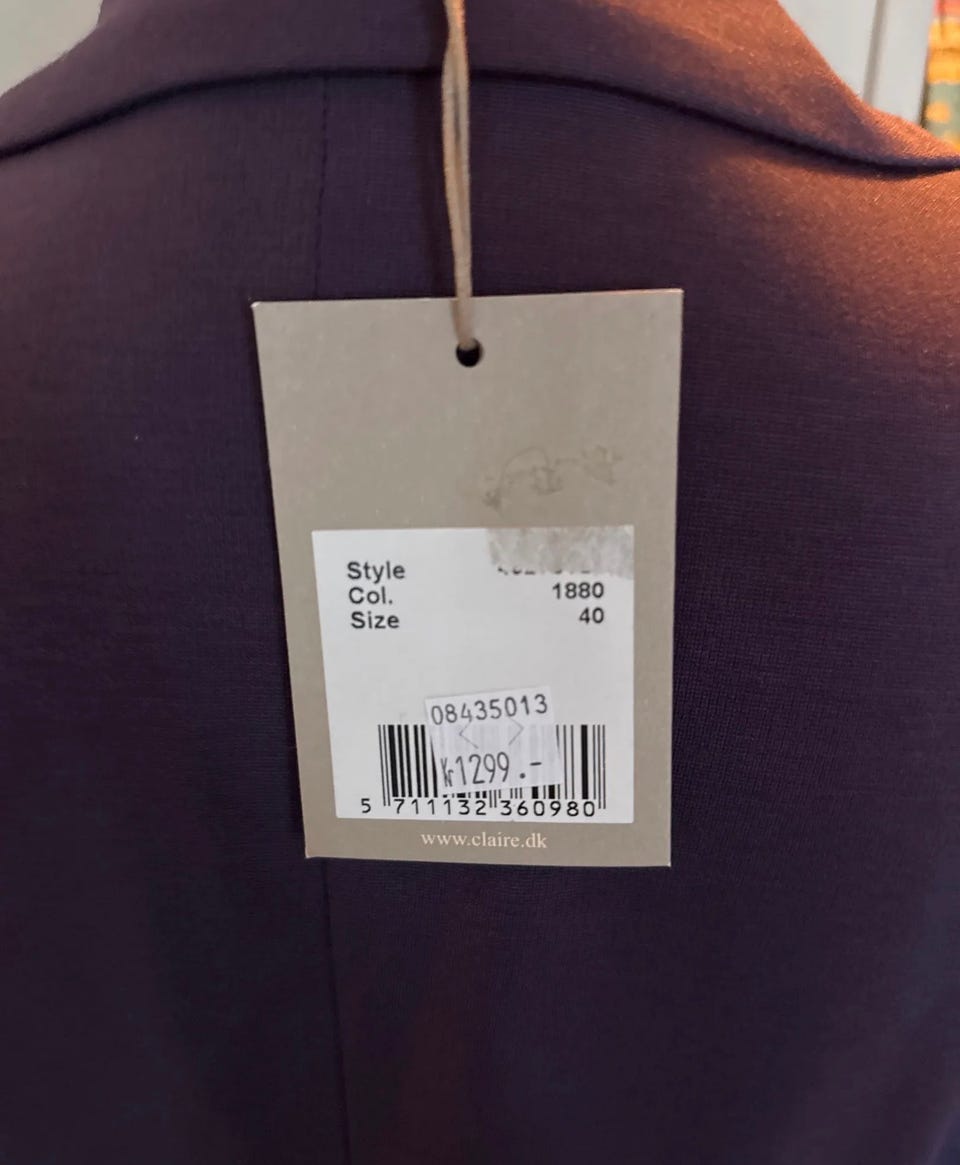 Style
Col. 1880
Size 40
08435013
Kr1299.-
5 711132 360980
www.claire.dk